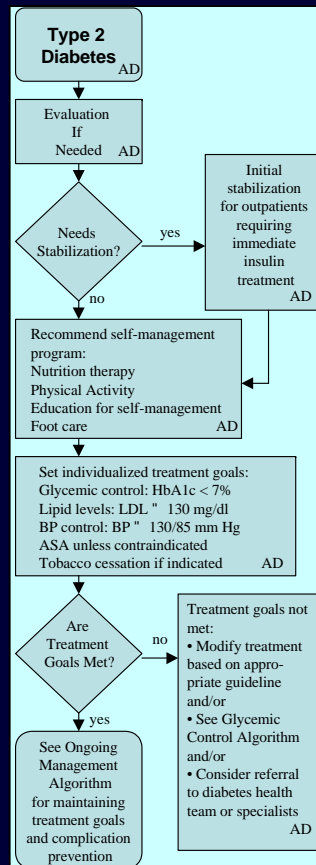 Type 2
Diabetes
AD
Evaluation
If
Needed
AD
Needs
Stabilization?
yes
no
Initial
stabilization
for outpatients
requiring
immediate
insulin
treatment
AD
Recommend self-management
program:
Nutrition therapy
Physical Activity
Education for self-management
Foot care
AD
Set individualized treatment goals:
Glycemic control: HbA1c < 7%
Lipid levels: LDL " 130 mg/dl
BP control: BP " 130/85 mm Hg
ASA unless contraindicated
Tobacco cessation if indicated AD
Are
Treatment
Goals Met?
no
yes
Treatment goals not
met:
• Modify treatment
based on appro-
priate guideline
and/or
• See Glycemic
Control Algorithm
and/or
• Consider referral
to diabetes health
team or specialists
AD
See Ongoing
Management
Algorithm
for maintaining
treatment goals
and complication
prevention